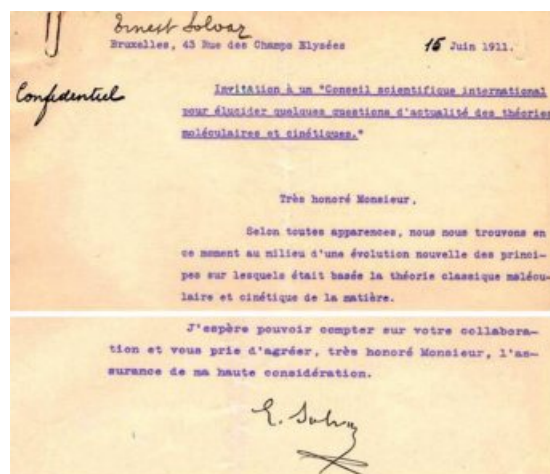 Ernest Solvay
Bruxelles, 43 Rue des Champs Elysées 15 Juin 1911.
Confidentiel
Invitation à un "Conseil scientifique international
pour élucider quelques questions d'actualité des théories
moléculaires et cinétiques."
Très honoré Monsieur,
Selon toutes apparences, nous nous trouvons en
ce moment au milieu d'une évolution nouvelle des princi-
pes sur lesquels était basée la théorie classique molécu-
laire et cinétique de la matière.
J'espère pouvoir compter sur votre collabora-
tion et vous prie d'agréer, très honoré Monsieur, l'as-
surance de ma haute considération.
E. Solvay